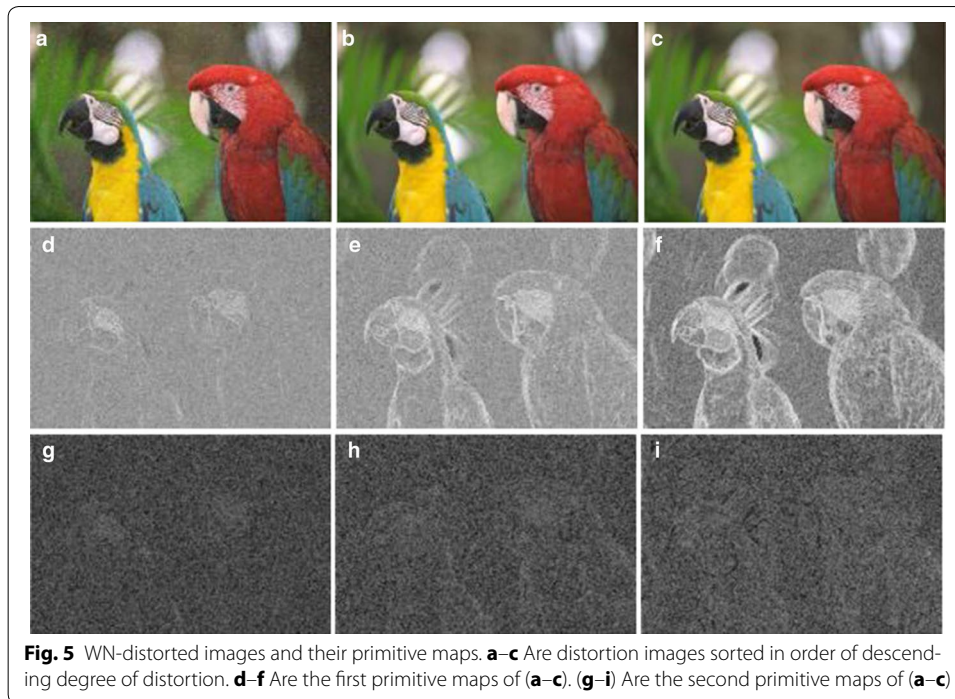 a
b
c
d
e
f
g
h
i
Fig. 5 WN-distorted images and their primitive maps. a–c Are distortion images sorted in order of descend-
ing degree of distortion. d–f Are the first primitive maps of (a–c). (g–i) Are the second primitive maps of (a–c)